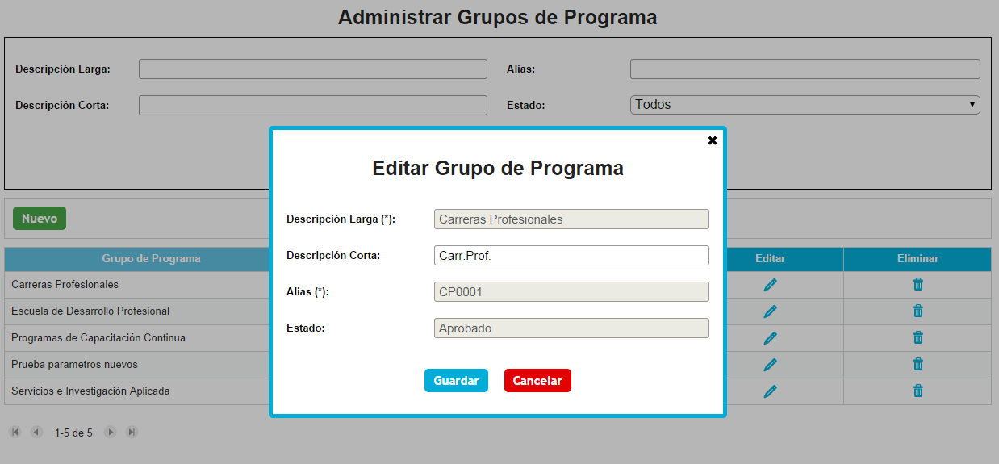 Administrar Grupos de Programa
Descripción Larga: Alias:
Descripción Corta: Estado: Todos
Editar Grupo de Programa
Descripción Larga (*): Carreras Profesionales
Descripción Corta: Carr.Prof.
Alias (*): CP0001
Estado: Aprobado
Guardar Cancelar
Nuevo
Grupo de Programa Editar Eliminar
Carreras Profesionales
Escuela de Desarrollo Profesional
Programas de Capacitación Continua
Prueba parametros nuevos
Servicios e Investigación Aplicada
1-5 de 5